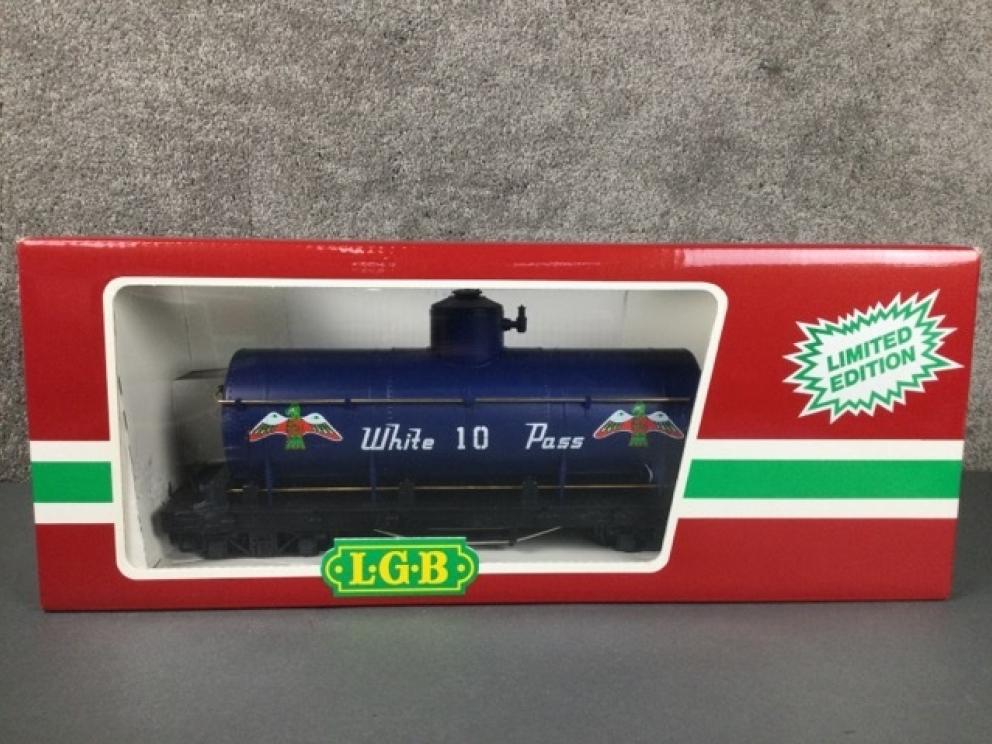 LIMITED
EDITION
White 10 Pass
L·G·B